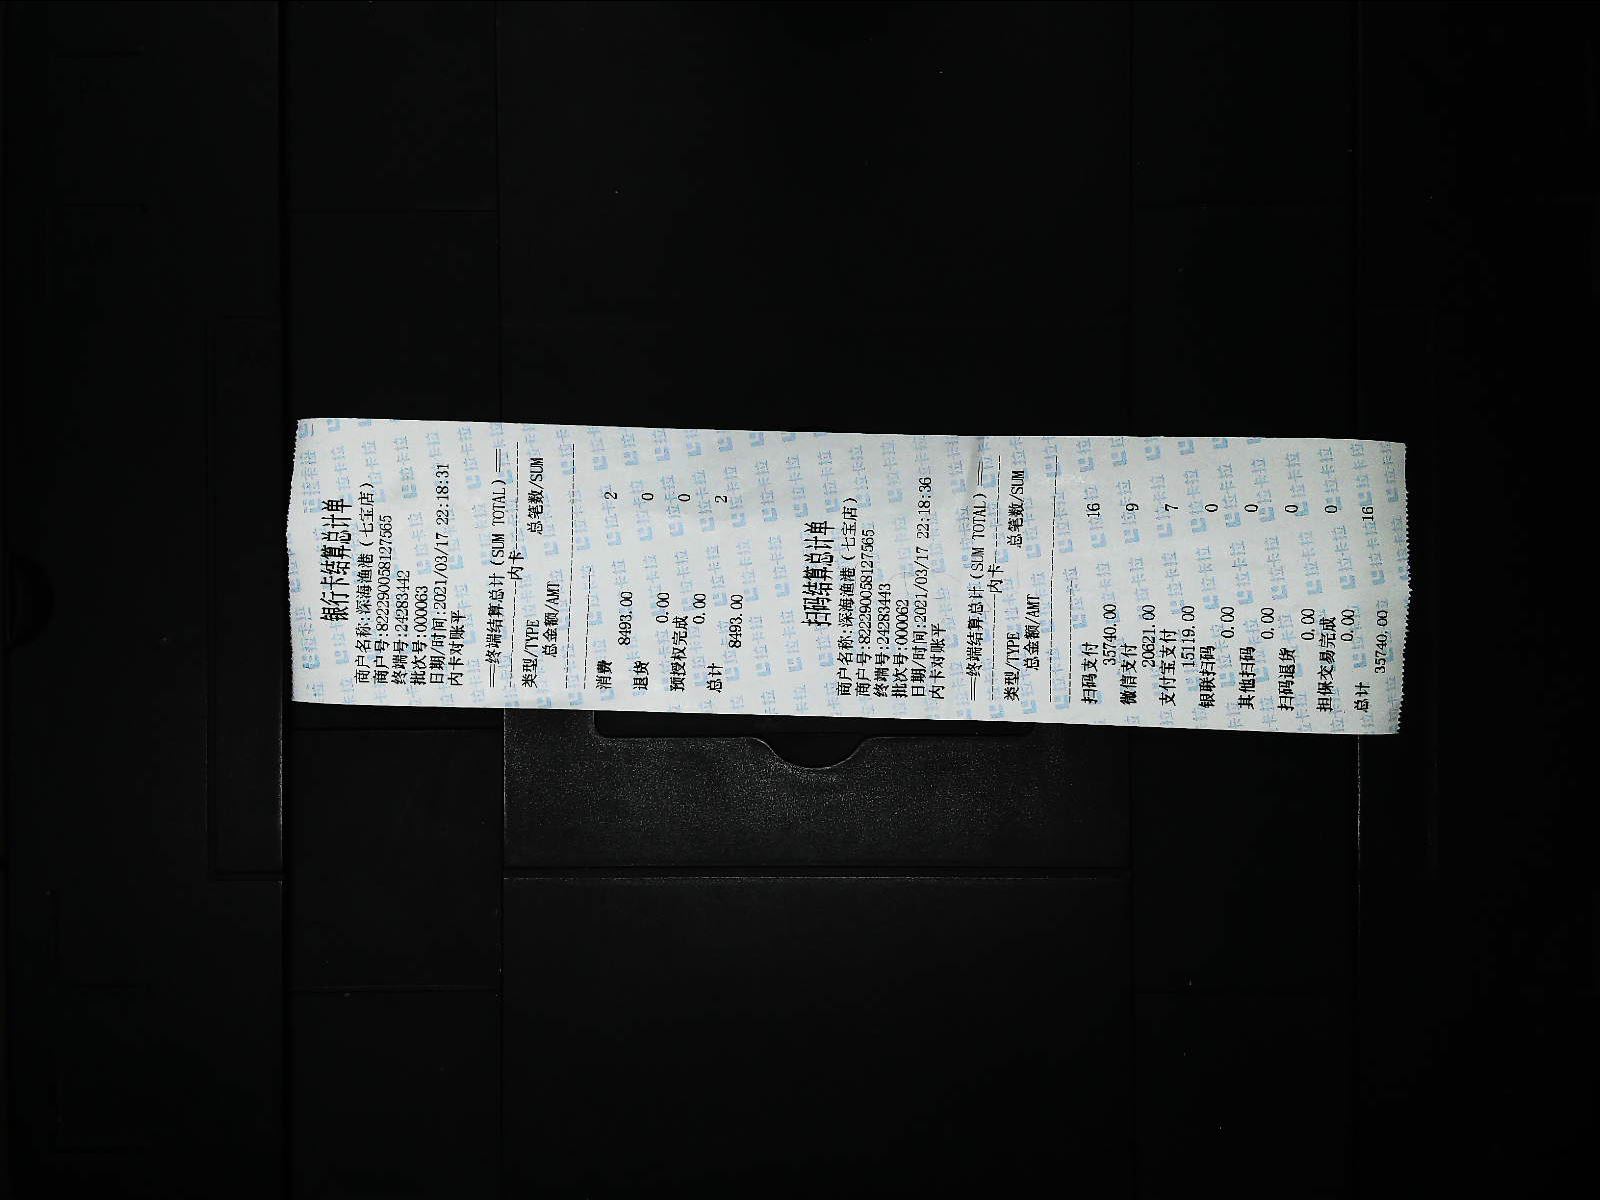 银行卡结算总计单
商户名称:深海渔港(七宝店)
商户号:822290058127565
终端号:24283442
批次号:000063
日期/时间:2021/03/17 22:18:31
内卡对账平
==终端结算总计(SUM TOTAL)==
内卡
类型/TYPE 总笔数/SUM
总金额/AMT
消费 2
8493.00
退货 0
0.00
预授权完成 0
0.00
总计 2
8493.00
扫码结算总计单
商户名称:深海渔港(七宝店)
商户号:822290058127565
终端号:24283443
批次号:000062
日期/时间:2021/03/17 22:18:36
内卡对账平
==终端结算总计(SUM TOTAL)==
内卡
类型/TYPE 总笔数/SUM
总金额/AMT
扫码支付 16
35740.00
微信支付 9
20621.00
支付宝支付 7
15119.00
银联扫码 0
0.00
其他扫码 0
0.00
扫码退货 0
0.00
担保交易完成 0
0.00
总计 16
35740.00
拉卡拉